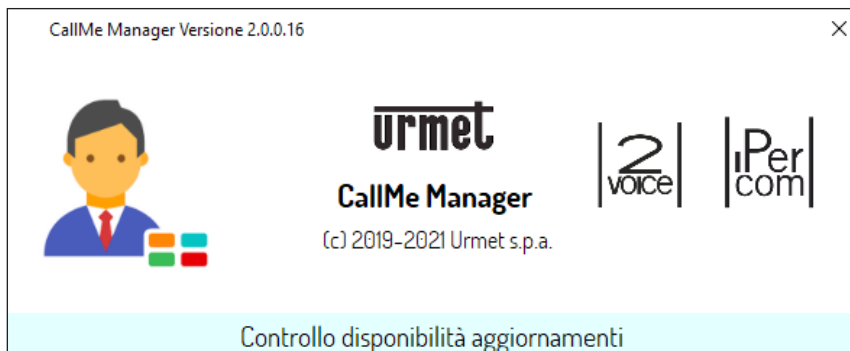 CallMe Manager Versione 2.0.0.16
urmet
2 voice
iPer com
CallMe Manager
(c) 2019-2021 Urmet s.p.a.
Controllo disponibilità aggiornamenti